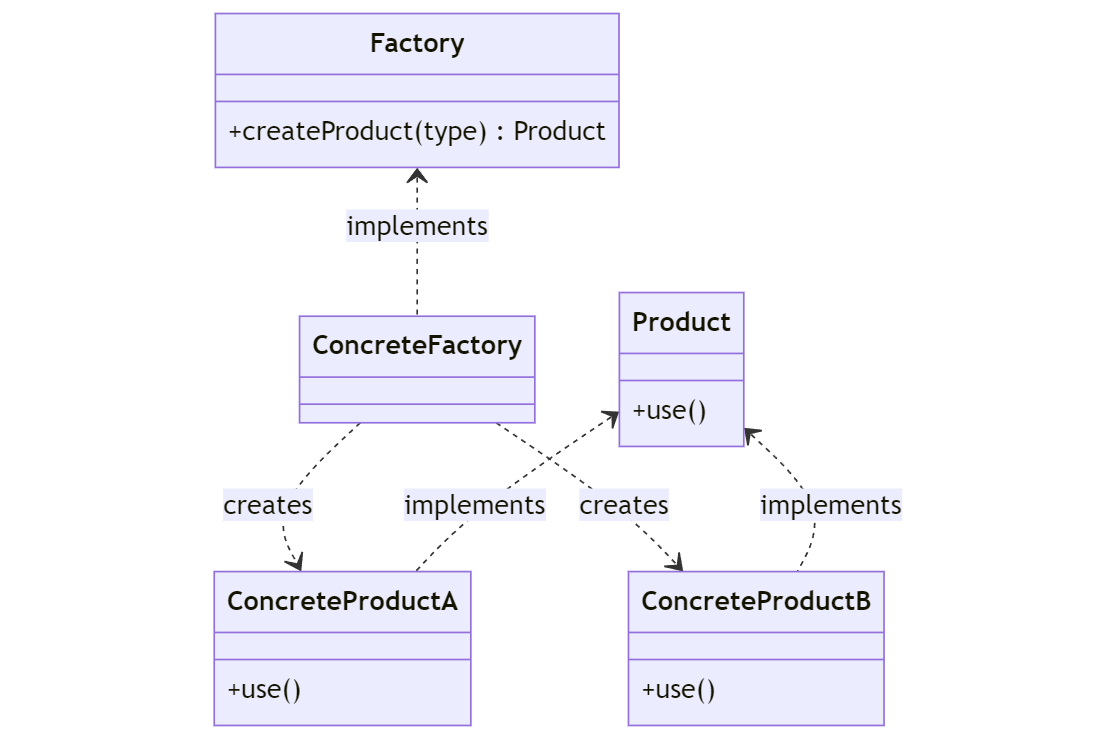 Factory
+createProduct(type) : Product
implements
ConcreteFactory
Product
+use()
creates
implements
creates
implements
ConcreteProductA
+use()
ConcreteProductB
+use()